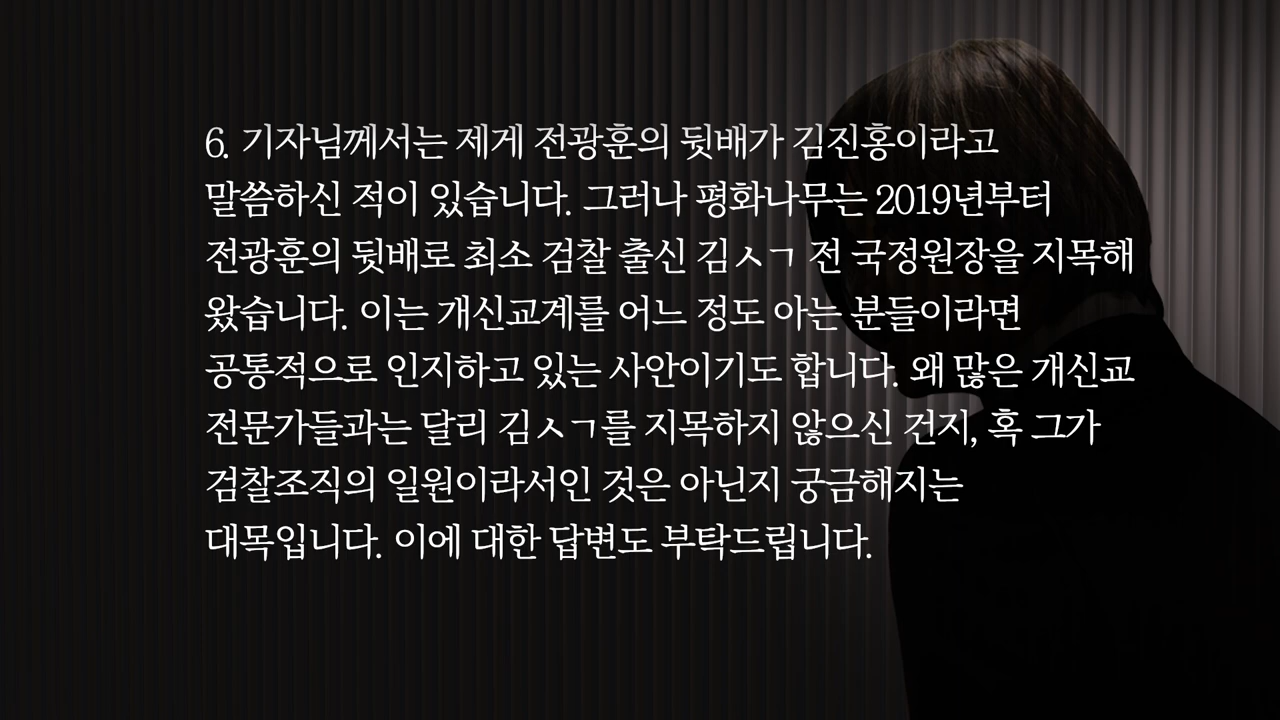 6. 기자님께서는 제게 전광훈의 뒷배가 김진홍이라고
말씀하신 적이 있습니다. 그러나 평화나무는 2019년부터
전광훈의 뒷배로 최소 검찰 출신 김ㅅㄱ 전 국정원장을 지목해
왔습니다. 이는 개신교계를 어느 정도 아는 분들이라면
공통적으로 인지하고 있는 사안이기도 합니다. 왜 많은 개신교
전문가들과는 달리 김ㅅㄱ를 지목하지 않으신 건지, 혹 그가
검찰조직의 일원이라서인 것은 아닌지 궁금해지는
대목입니다. 이에 대한 답변도 부탁드립니다.